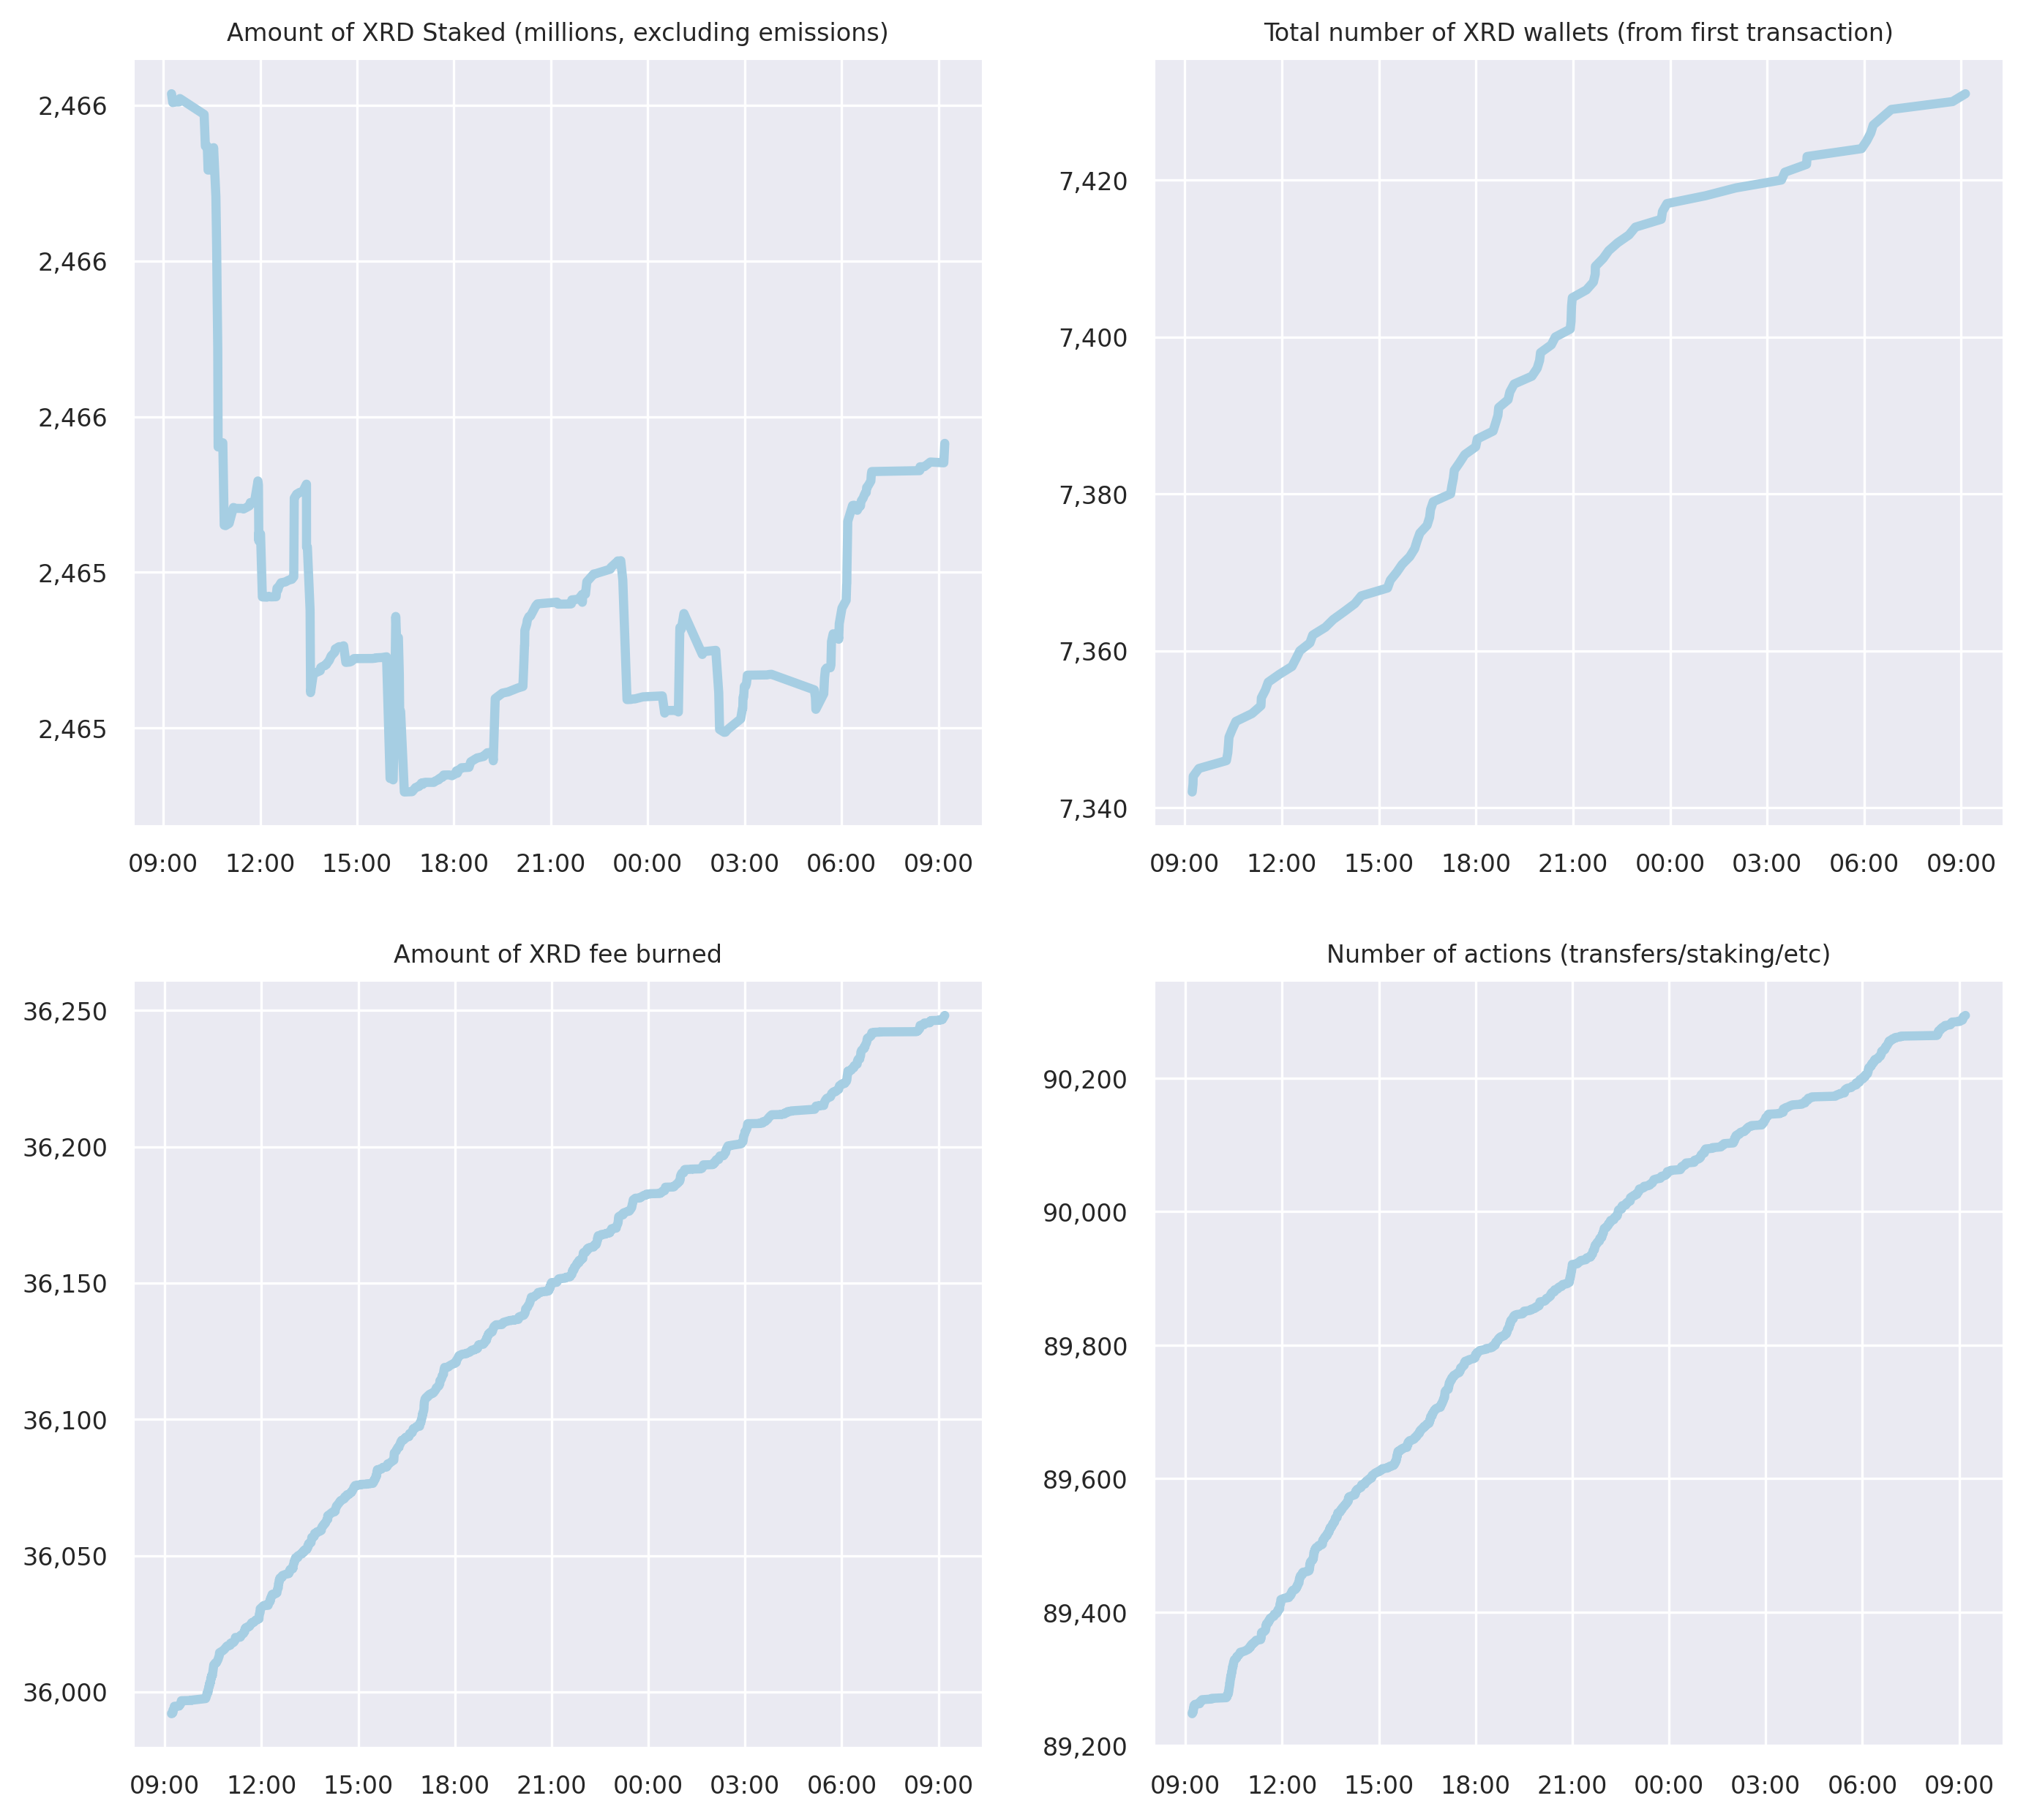 Amount of XRD Staked (millions, excluding emissions)
2,466
2,466
2,466
2,465
2,465
09:00 12:00 15:00 18:00 21:00 00:00 03:00 06:00 09:00
Total number of XRD wallets (from first transaction)
7,420
7,400
7,380
7,360
7,340
09:00 12:00 15:00 18:00 21:00 00:00 03:00 06:00 09:00
Amount of XRD fee burned
36,250
36,200
36,150
36,100
36,050
36,000
09:00 12:00 15:00 18:00 21:00 00:00 03:00 06:00 09:00
Number of actions (transfers/staking/etc)
90,200
90,000
89,800
89,600
89,400
89,200
09:00 12:00 15:00 18:00 21:00 00:00 03:00 06:00 09:00